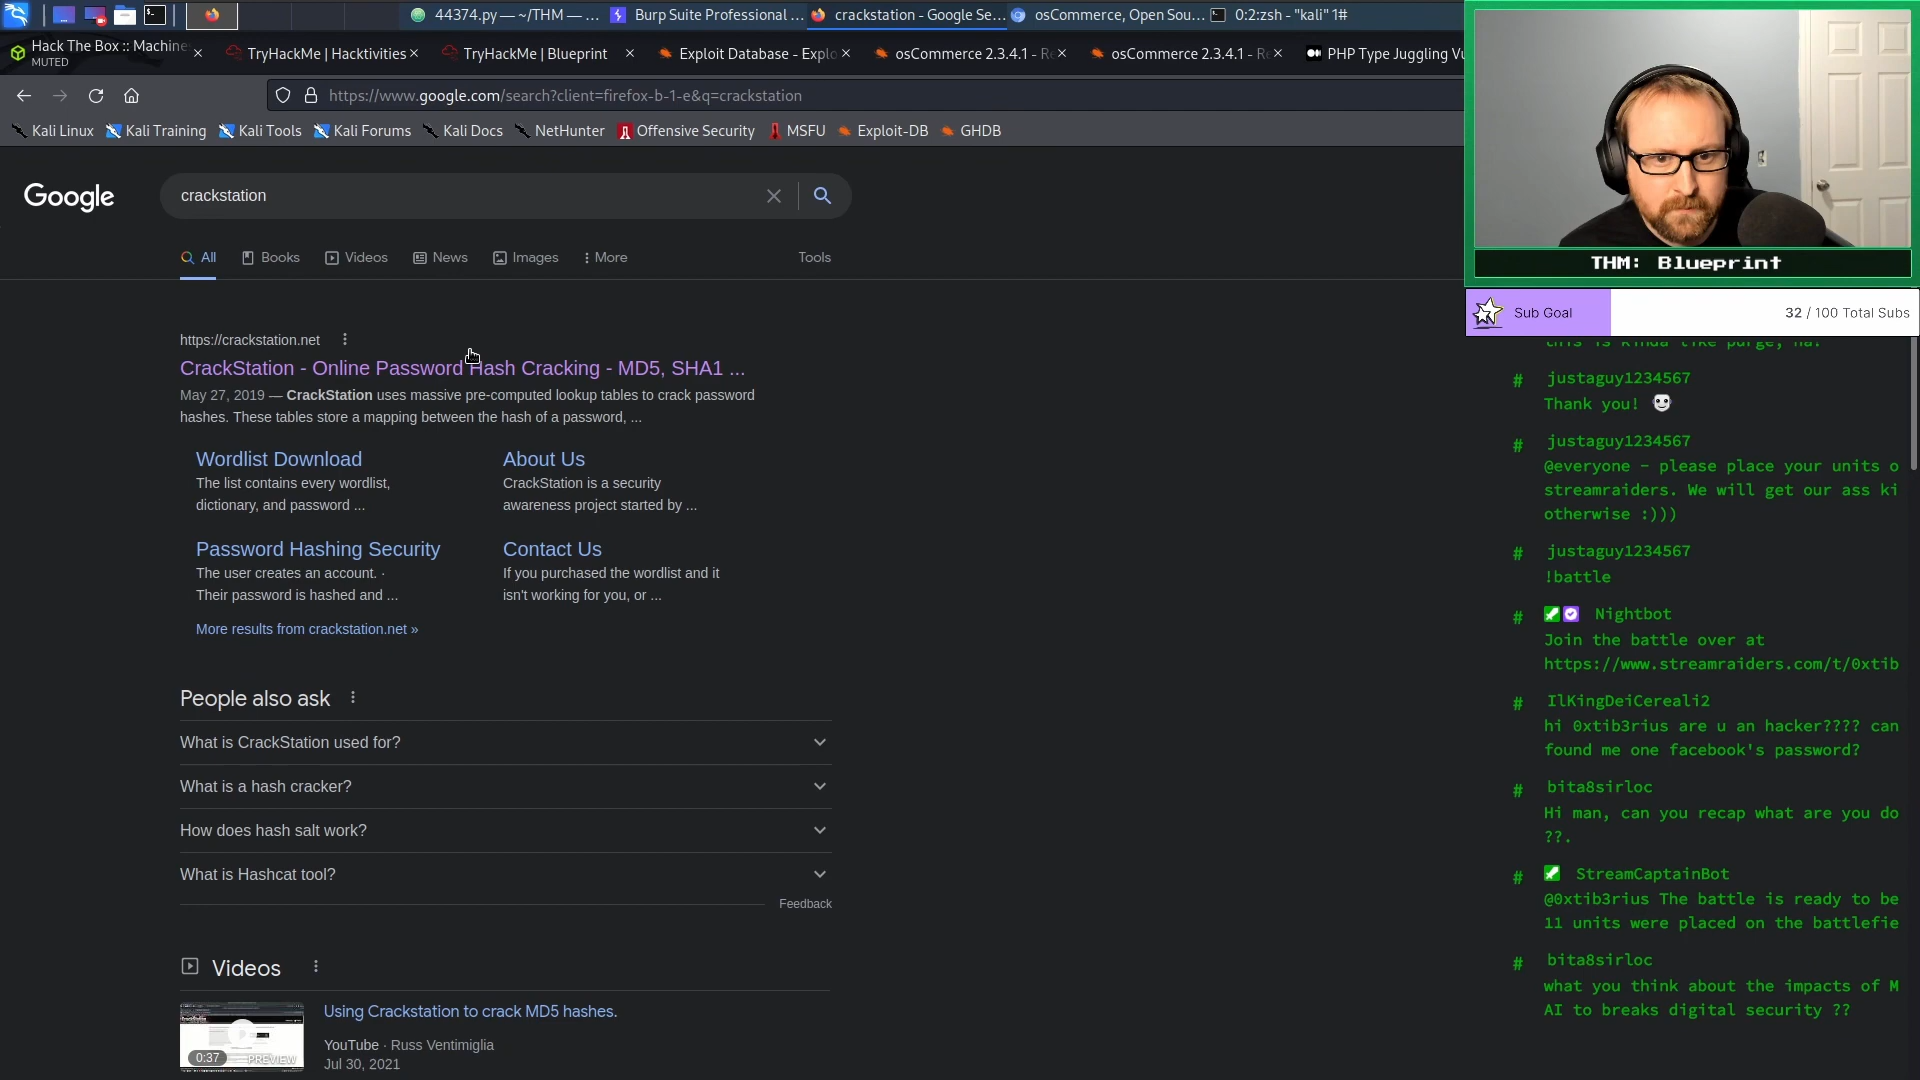 44374.py — ~/THM — ...
Burp Suite Professional ...
crackstation - Google Se...
osCommerce, Open Sou...
0:2:zsh - "kali" 1#
Hack The Box :: Machine
MUTED
TryHackMe | Hacktivities
TryHackMe | Blueprint
Exploit Database - Explo
osCommerce 2.3.4.1 - Re
osCommerce 2.3.4.1 - Re
PHP Type Juggling Vu
https://www.google.com/search?client=firefox-b-1-e&q=crackstation
Kali Linux
Kali Training
Kali Tools
Kali Forums
Kali Docs
NetHunter
Offensive Security
MSFU
Exploit-DB
GHDB
Google
crackstation
All
Books
Videos
News
Images
More
Tools
https://crackstation.net
CrackStation - Online Password Hash Cracking - MD5, SHA1 ...
May 27, 2019 — CrackStation uses massive pre-computed lookup tables to crack password
hashes. These tables store a mapping between the hash of a password, ...
Wordlist Download
The list contains every wordlist,
dictionary, and password ...
About Us
CrackStation is a security
awareness project started by ...
Password Hashing Security
The user creates an account. ·
Their password is hashed and ...
Contact Us
If you purchased the wordlist and it
isn't working for you, or ...
More results from crackstation.net »
People also ask
What is CrackStation used for?
What is a hash cracker?
How does hash salt work?
What is Hashcat tool?
Feedback
Videos
Using Crackstation to crack MD5 hashes.
YouTube · Russ Ventimiglia
Jul 30, 2021
0:37
PREVIEW
THM: Blueprint
Sub Goal
32 / 100 Total Subs
this is kinda like purge, ha!
# justaguy1234567
Thank you!
# justaguy1234567
@everyone - please place your units o
streamraiders. We will get our ass ki
otherwise :)))
# justaguy1234567
!battle
# Nightbot
Join the battle over at
https://www.streamraiders.com/t/0xtib
# IlKingDeiCereali2
hi 0xtib3rius are u an hacker???? can
found me one facebook's password?
# bita8sirloc
Hi man, can you recap what are you do
??.
# StreamCaptainBot
@0xtib3rius The battle is ready to be
11 units were placed on the battlefie
# bita8sirloc
what you think about the impacts of M
AI to breaks digital security ??